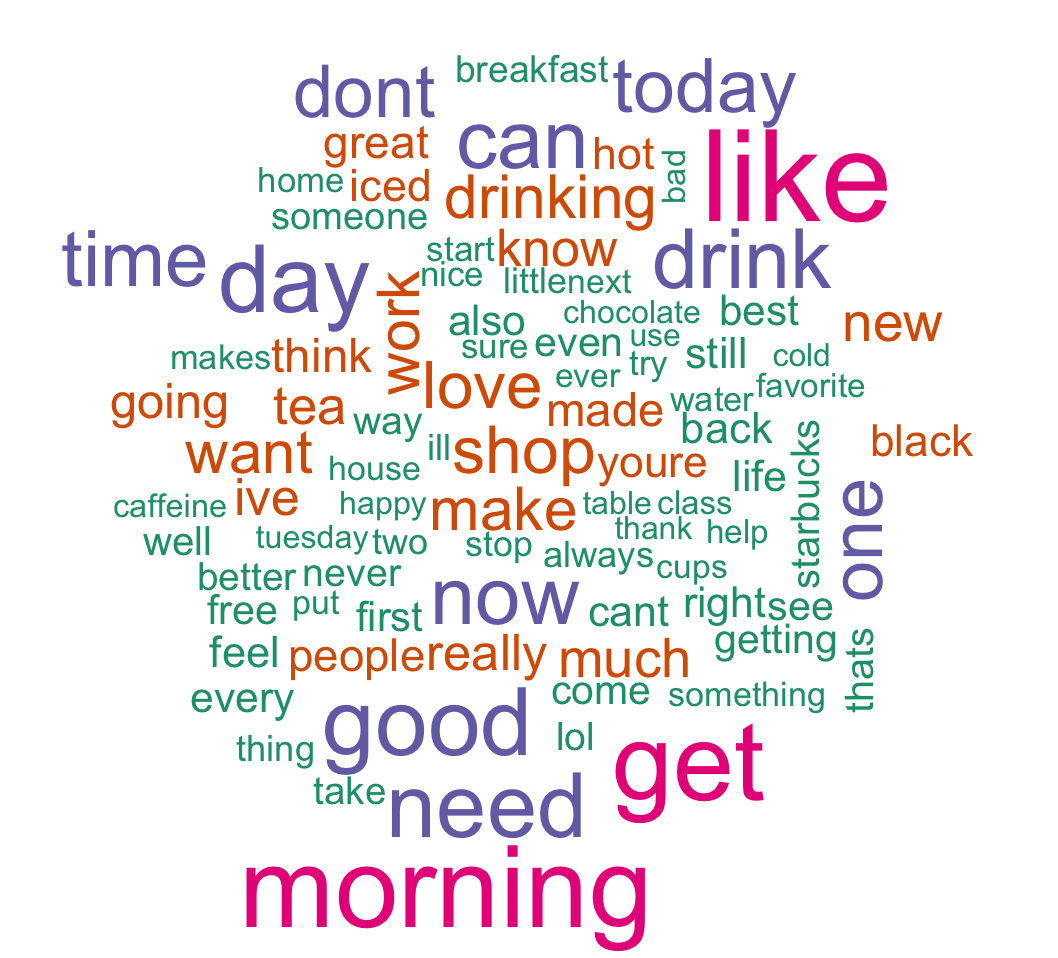 breakfast
dont today
can
great hot
like
bad
home iced drinking
someone
time day start know drink
nice littlenext
work
chocolate best new
also
sure even use still
makes think try cold
ever favorite
going tea love made water
way back black
want ill shop youre
house life
starbucks
caffeine ive happy make table class
one
well tuesday two stop thank help
always cups
better never
free put first now cant right see
feel people really much getting
thats
every come something
good lol
thing get
take need
morning